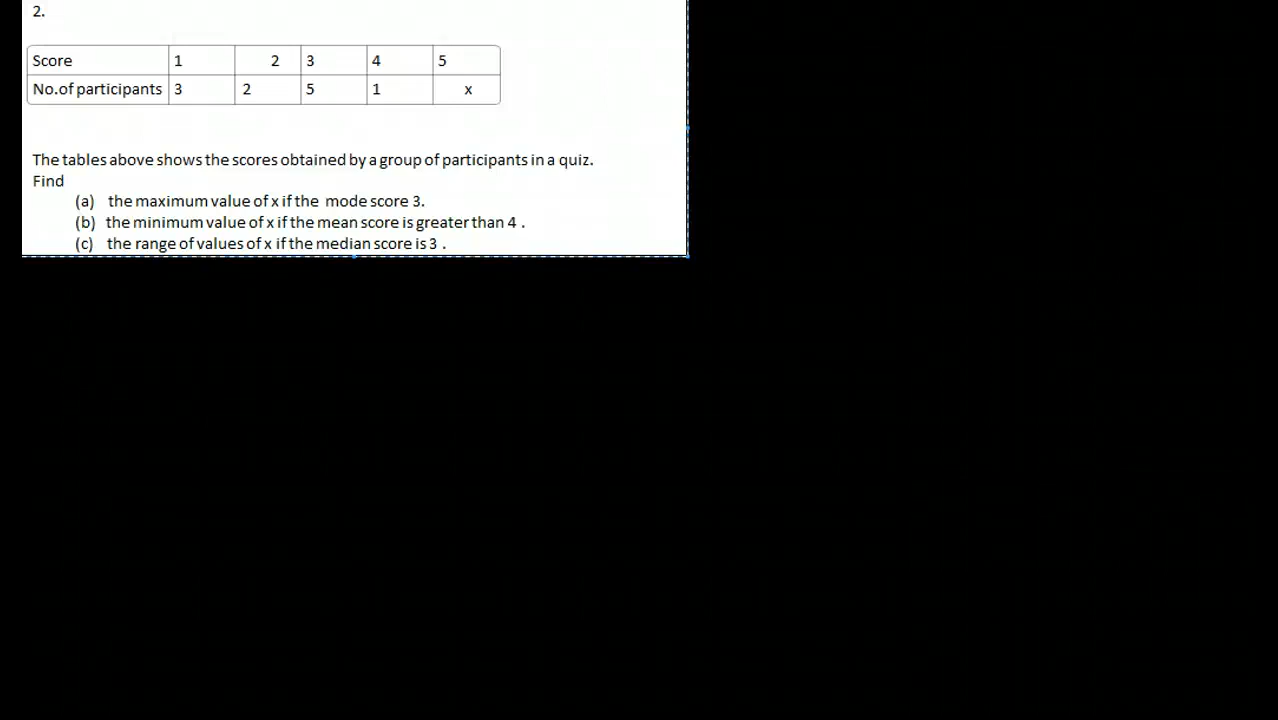 2.
Score 1 2 3 4 5
No.of participants 3 2 5 1 x
The tables above shows the scores obtained by a group of participants in a quiz.
Find
(a) the maximum value of x if the mode score 3.
(b) the minimum value of x if the mean score is greater than 4 .
(c) the range of values of x if the median score is 3 .